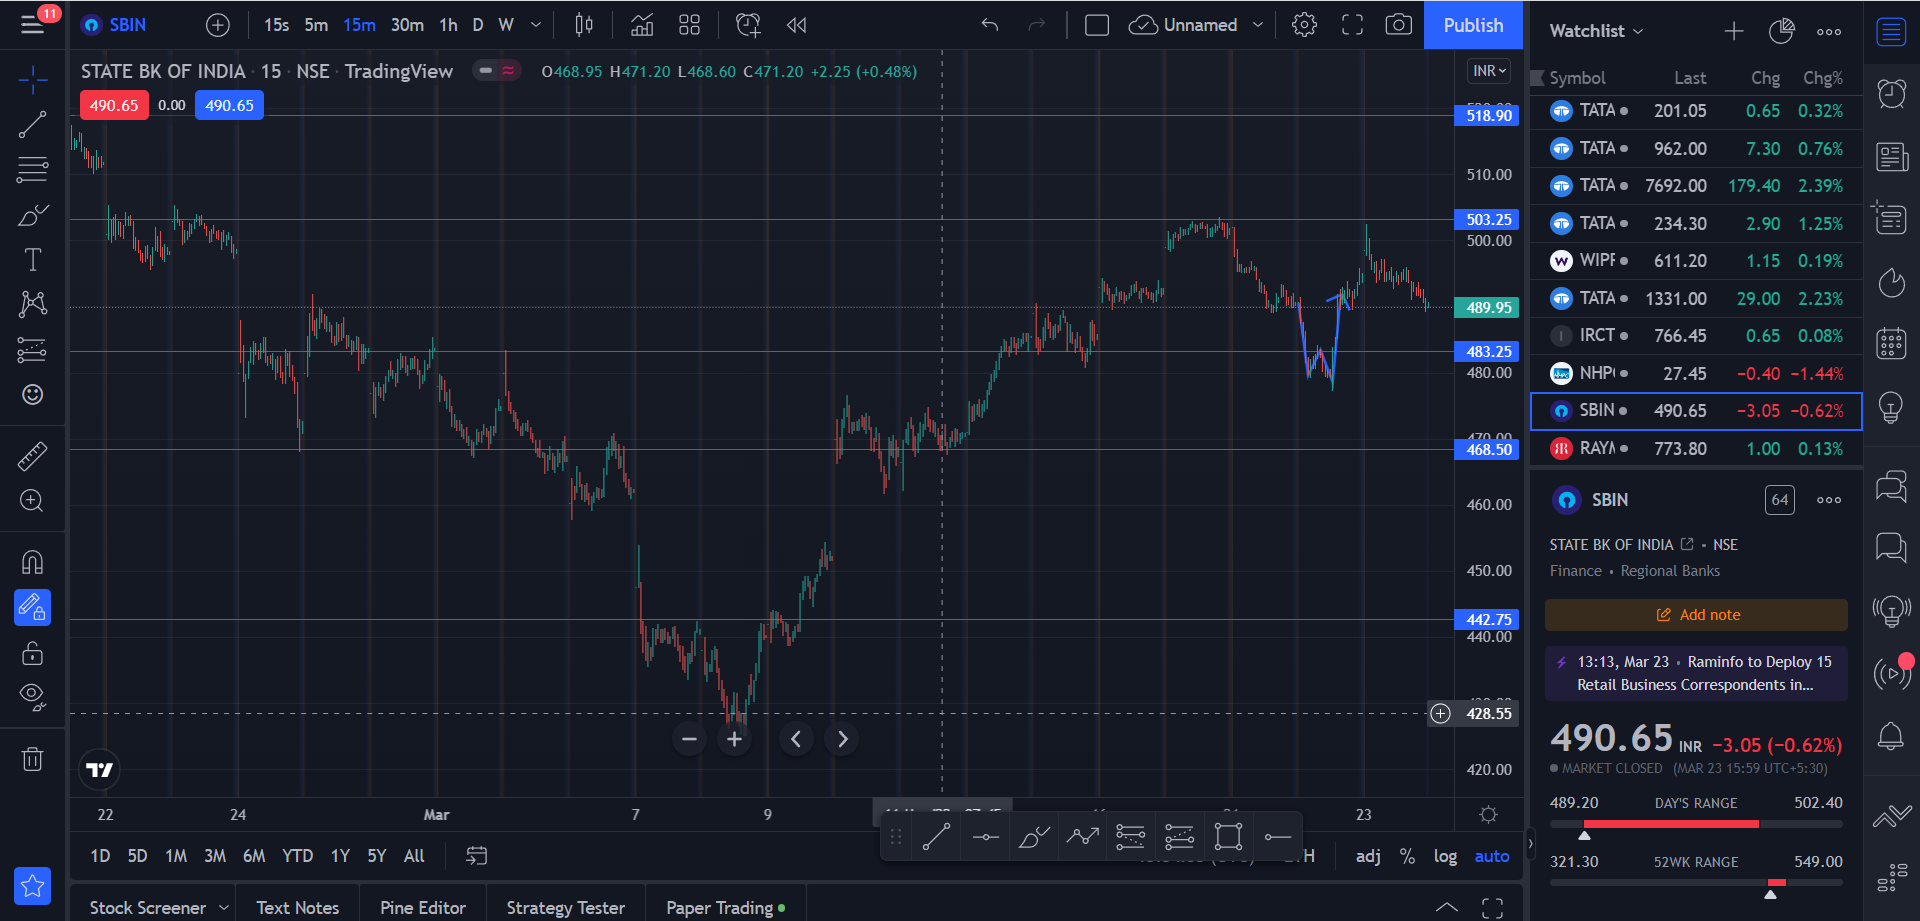 11
SBIN
15s 5m 15m 30m 1h D W
Unnamed
Publish
STATE BK OF INDIA · 15 · NSE · TradingView
O468.95 H471.20 L468.60 C471.20 +2.25 (+0.48%)
490.65 0.00 490.65
INR
518.90
510.00
503.25
500.00
489.95
483.25
480.00
470.00
468.50
460.00
450.00
442.75
440.00
428.55
420.00
22 24 Mar 7 9 16 23
1D 5D 1M 3M 6M YTD 1Y 5Y All
adj % log auto
Stock Screener Text Notes Pine Editor Strategy Tester Paper Trading
Watchlist
Symbol Last Chg Chg%
TATA 201.05 0.65 0.32%
TATA 962.00 7.30 0.76%
TATA 7692.00 179.40 2.39%
TATA 234.30 2.90 1.25%
WIPF 611.20 1.15 0.19%
TATA 1331.00 29.00 2.23%
IRCT 766.45 0.65 0.08%
NHP 27.45 −0.40 −1.44%
SBIN 490.65 −3.05 −0.62%
RAYM 773.80 1.00 0.13%
SBIN 64
STATE BK OF INDIA • NSE
Finance • Regional Banks
Add note
13:13, Mar 23 • Raminfo to Deploy 15
Retail Business Correspondents in...
490.65 INR −3.05 (−0.62%)
MARKET CLOSED (MAR 23 15:59 UTC+5:30)
489.20 DAY'S RANGE 502.40
321.30 52WK RANGE 549.00